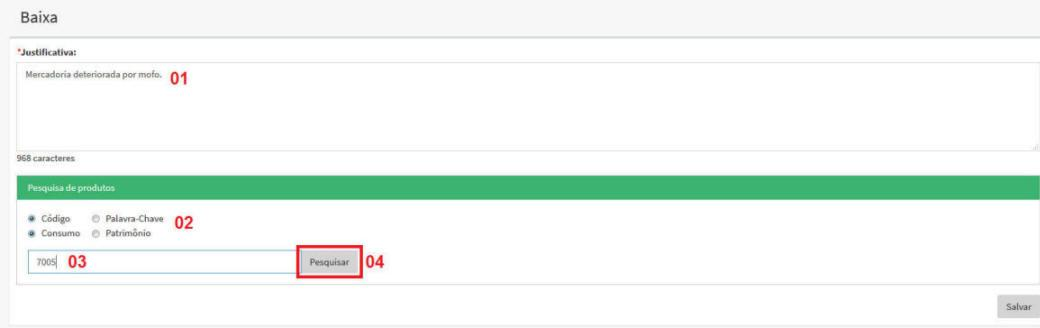 Baixa
*Justificativa:
Mercadoria deteriorada por mofo. 01
968 caracteres
Pesquisa de produtos
Código Palavra-Chave 02
Consumo Patrimônio
7005 03 Pesquisar 04
Salvar